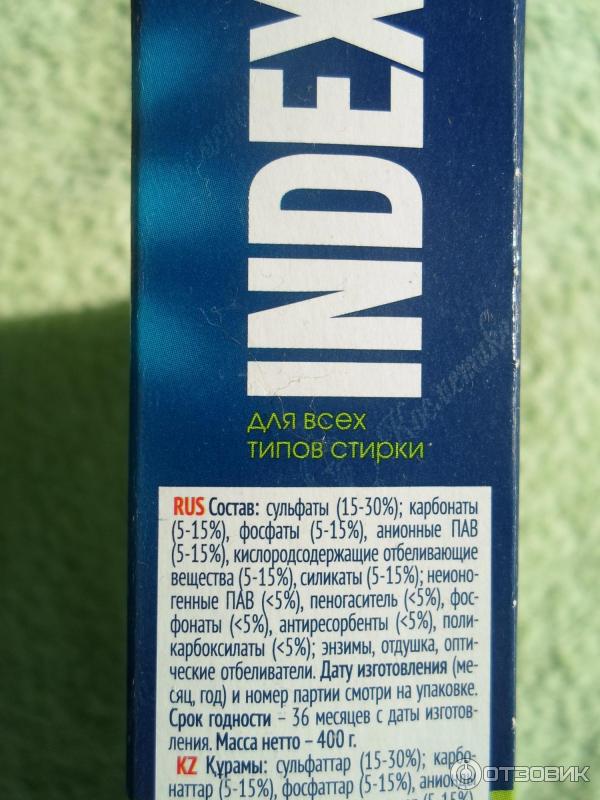 INDEX
для всех
типов стирки
RUS Состав: сульфаты (15-30%); карбонаты
(5-15%), фосфаты (5-15%), анионные ПАВ
(5-15%), кислородсодержащие отбеливающие
вещества (5-15%), силикаты (5-15%); неионо-
генные ПАВ (<5%), пеногаситель (<5%), фос-
фонаты (<5%), антиресорбенты (<5%), поли-
карбоксилаты (<5%); энзимы, отдушка, опти-
ческие отбеливатели. Дату изготовления (ме-
сяц, год) и номер партии смотри на упаковке.
Срок годности – 36 месяцев с даты изготов-
ления. Масса нетто – 400 г.
KZ Құрамы: сульфаттар (15-30%); карбо-
наттар (5-15%), фосфаттар (5-15%), анионды
ОТЗОВИК